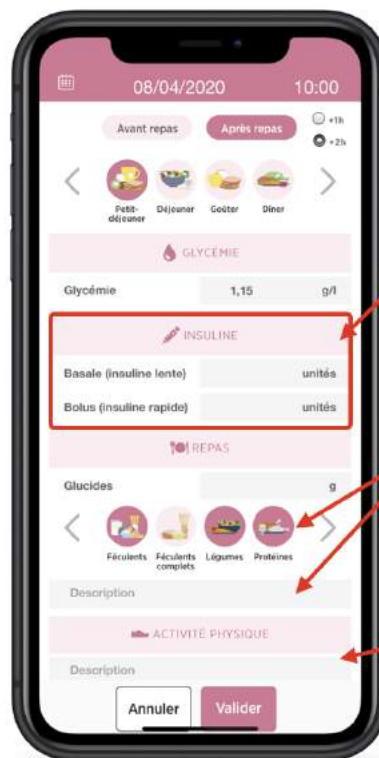 08/04/2020 10:00
Avant repas Après repas +1h
+2h
Petit-déjeuner Déjeuner Goûter Dîner
GLYCÉMIE
Glycémie 1,15 g/l
INSULINE
Basale (insuline lente) unités
Bolus (insuline rapide) unités
REPAS
Glucides g
Féculents Féculents complets Légumes Protéines
Description
ACTIVITÉ PHYSIQUE
Description
Annuler Valider